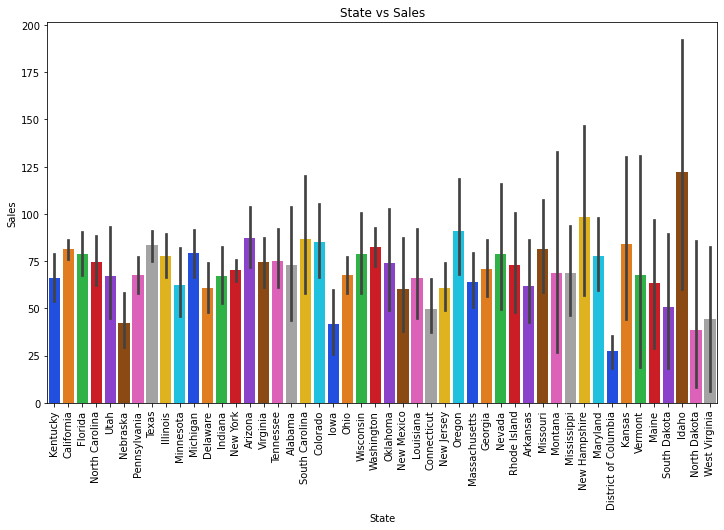 State vs Sales
200
175
150
125
100
75
50
25
0
Sales
Kentucky
California
Florida
North Carolina
Utah
Nebraska
Pennsylvania
Texas
Illinois
Minnesota
Michigan
Delaware
Indiana
New York
Arizona
Virginia
Tennessee
Alabama
South Carolina
Colorado
Iowa
Ohio
Wisconsin
Washington
Oklahoma
New Mexico
Louisiana
Connecticut
New Jersey
Oregon
Massachusetts
Georgia
Nevada
Rhode Island
Arkansas
Missouri
Montana
Mississippi
New Hampshire
Maryland
District of Columbia
Kansas
Vermont
Maine
South Dakota
Idaho
North Dakota
West Virginia
State